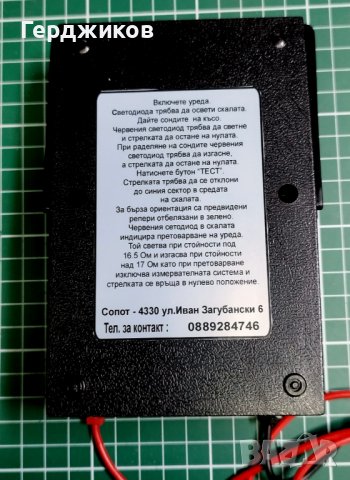 Герджиков
Включете уреда.
Светодиода трябва да освети скалата.
Дайте сондите на късо.
Червения светодиод трябва да светне
и стрелката да остане на нулата.
При раделяне на сондите червения
светодиод трябва да изгасне,
а стрелката да остане на нулата.
Натиснете бутон "ТЕСТ".
Стрелката трябва да се отклони
до синия сектор в средата
на скалата.
За бърза ориентация са предвидени
репери отбелязани в зелено.
Червения сетодиод в скалата
индицира претоварване на уреда.
Той светва при стойности под
16.5 Ом и изгасва при стойности
над 17 Ом като при претоварване
изключва измервателната система и
стрелката се връща в нулево положение.
Сопот - 4330 ул.Иван Загубански 6
Тел. за контакт : 0889284746
BAZAR